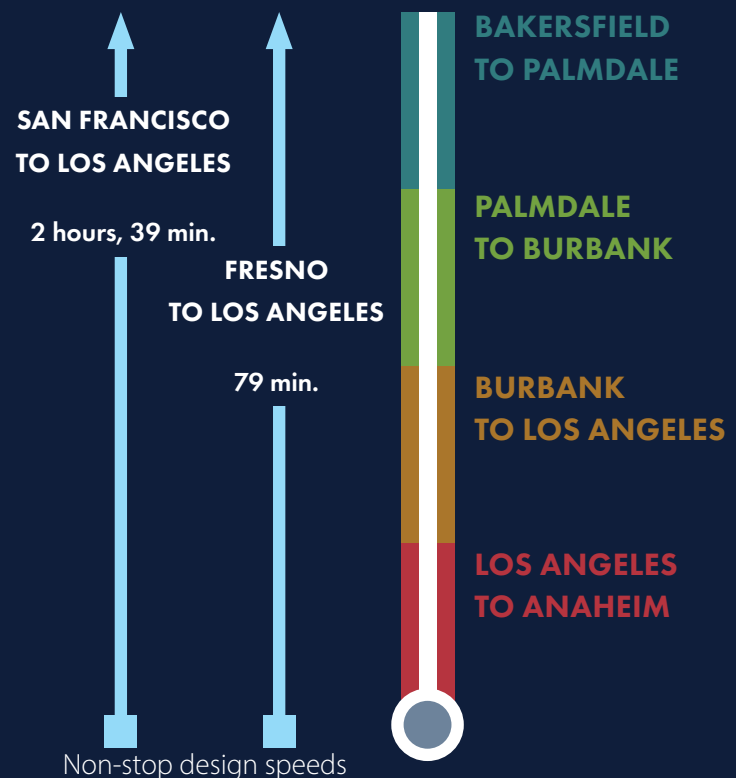 SAN FRANCISCO
TO LOS ANGELES
2 hours, 39 min.
FRESNO
TO LOS ANGELES
79 min.
BAKERSFIELD
TO PALMDALE
PALMDALE
TO BURBANK
BURBANK
TO LOS ANGELES
LOS ANGELES
TO ANAHEIM
Non-stop design speeds